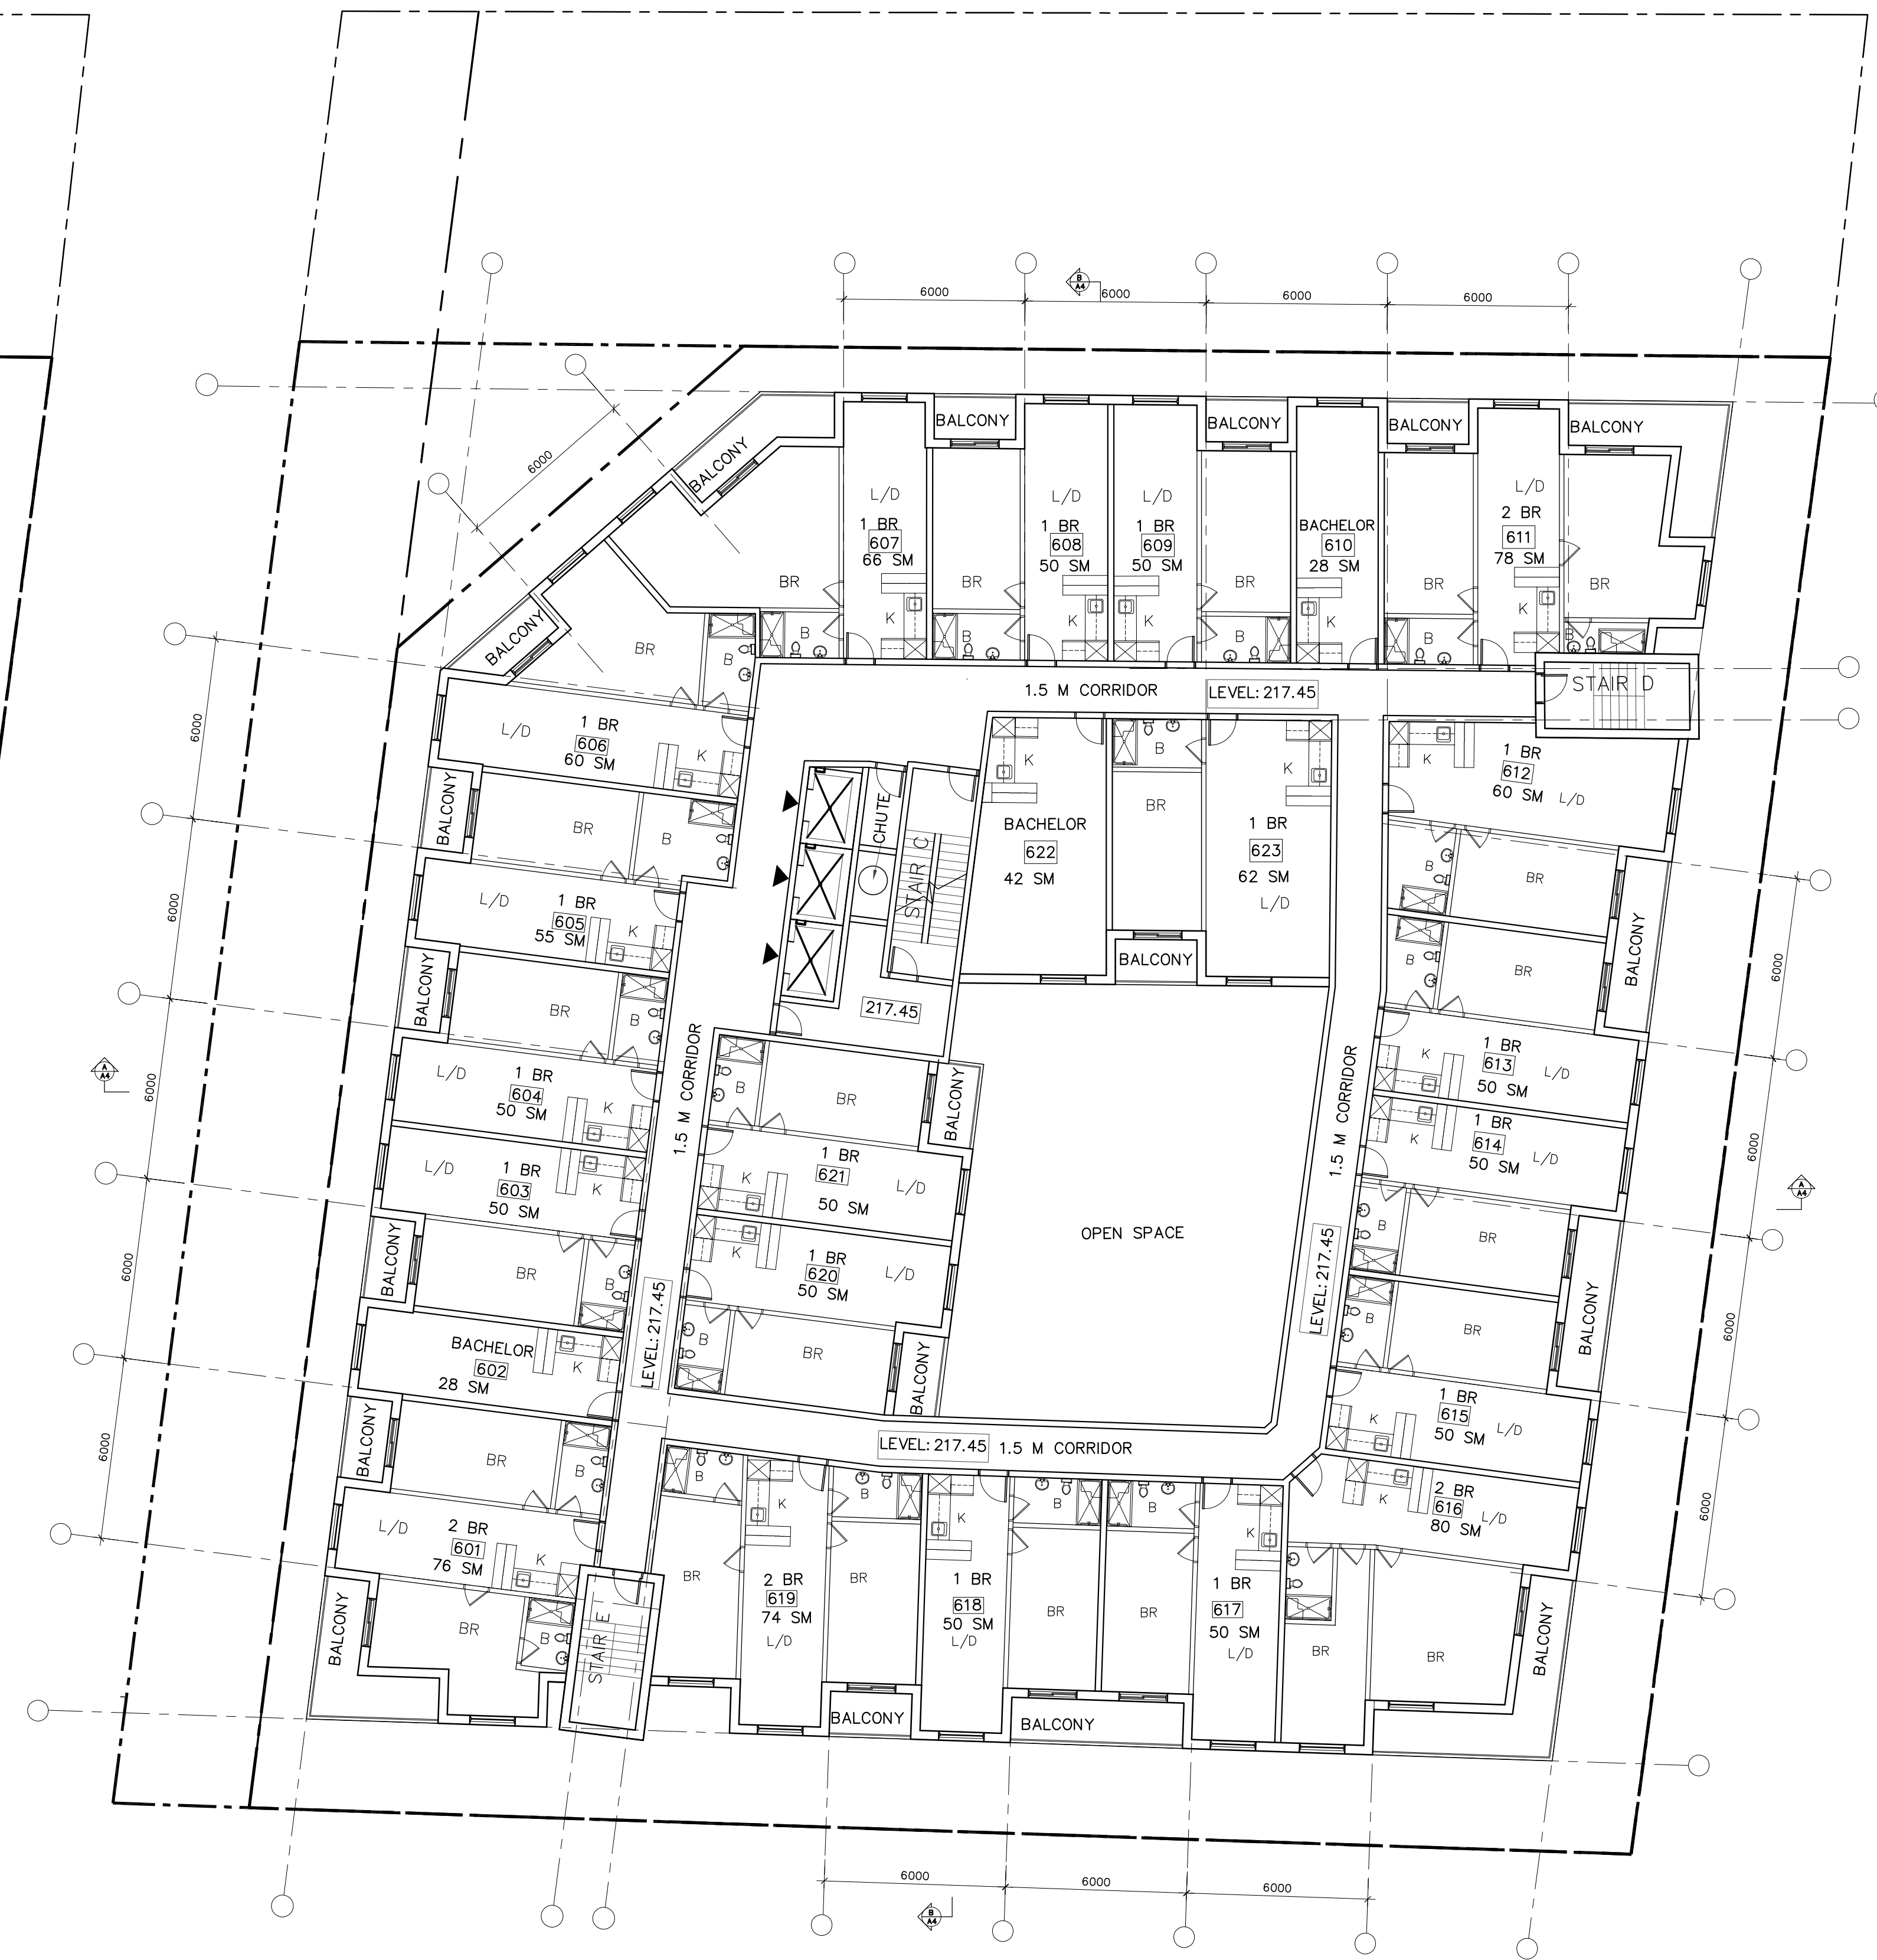 6000
B
A4
6000
6000
6000
6000
BALCONY
BALCONY
BALCONY
BALCONY
BALCONY
L/D
1 BR
607
66 SM
K
BR
B
BR
B
L/D
1 BR
608
50 SM
K
L/D
1 BR
609
50 SM
K
BR
B
BACHELOR
610
28 SM
K
BR
B
L/D
2 BR
611
78 SM
K
BR
B
BALCONY
BR
B
1.5 M CORRIDOR
LEVEL: 217.45
STAIR D
L/D
1 BR
606
60 SM
K
BALCONY
BR
B
L/D
1 BR
605
55 SM
K
BALCONY
BR
B
L/D
1 BR
604
50 SM
K
L/D
1 BR
603
50 SM
K
BALCONY
BR
B
BACHELOR
602
28 SM
K
BALCONY
BR
B
L/D
2 BR
601
76 SM
K
BALCONY
BR
B
STAIR E
6000
6000
6000
6000
6000
A
A4
CHUTE
STAIR C
217.45
1.5 M CORRIDOR
LEVEL: 217.45
K
BACHELOR
622
42 SM
B
BR
BALCONY
K
1 BR
623
62 SM
L/D
B
BR
BALCONY
1 BR
621
50 SM
L/D
K
1 BR
620
50 SM
L/D
K
B
BR
BALCONY
OPEN SPACE
1.5 M CORRIDOR
LEVEL: 217.45
K
1 BR
612
60 SM
L/D
B
BR
BALCONY
B
BR
K
1 BR
613
50 SM
L/D
K
1 BR
614
50 SM
L/D
B
BR
BALCONY
B
BR
K
1 BR
615
50 SM
L/D
K
2 BR
616
80 SM
L/D
BR
BR
BALCONY
6000
6000
6000
6000
6000
A
A4
LEVEL: 217.45
1.5 M CORRIDOR
B
BR
K
2 BR
619
74 SM
L/D
B
BR
BALCONY
K
1 BR
618
50 SM
L/D
B
BR
BALCONY
B
BR
K
1 BR
617
50 SM
L/D
6000
6000
6000
B
A4